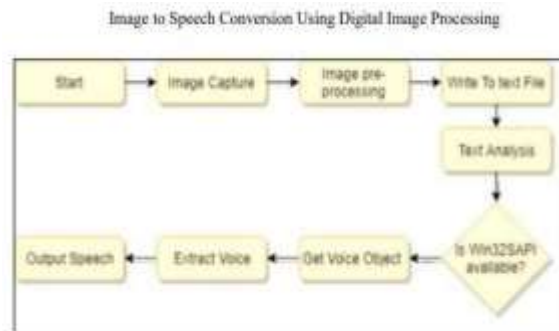 Image to Speech Conversion Using Digital Image Processing
Start
Image Capture
Image pre-
processing
Write To text File
Text Analysis
Is Win32SAPI
available?
Get Voice Object
Extract Voice
Output Speech